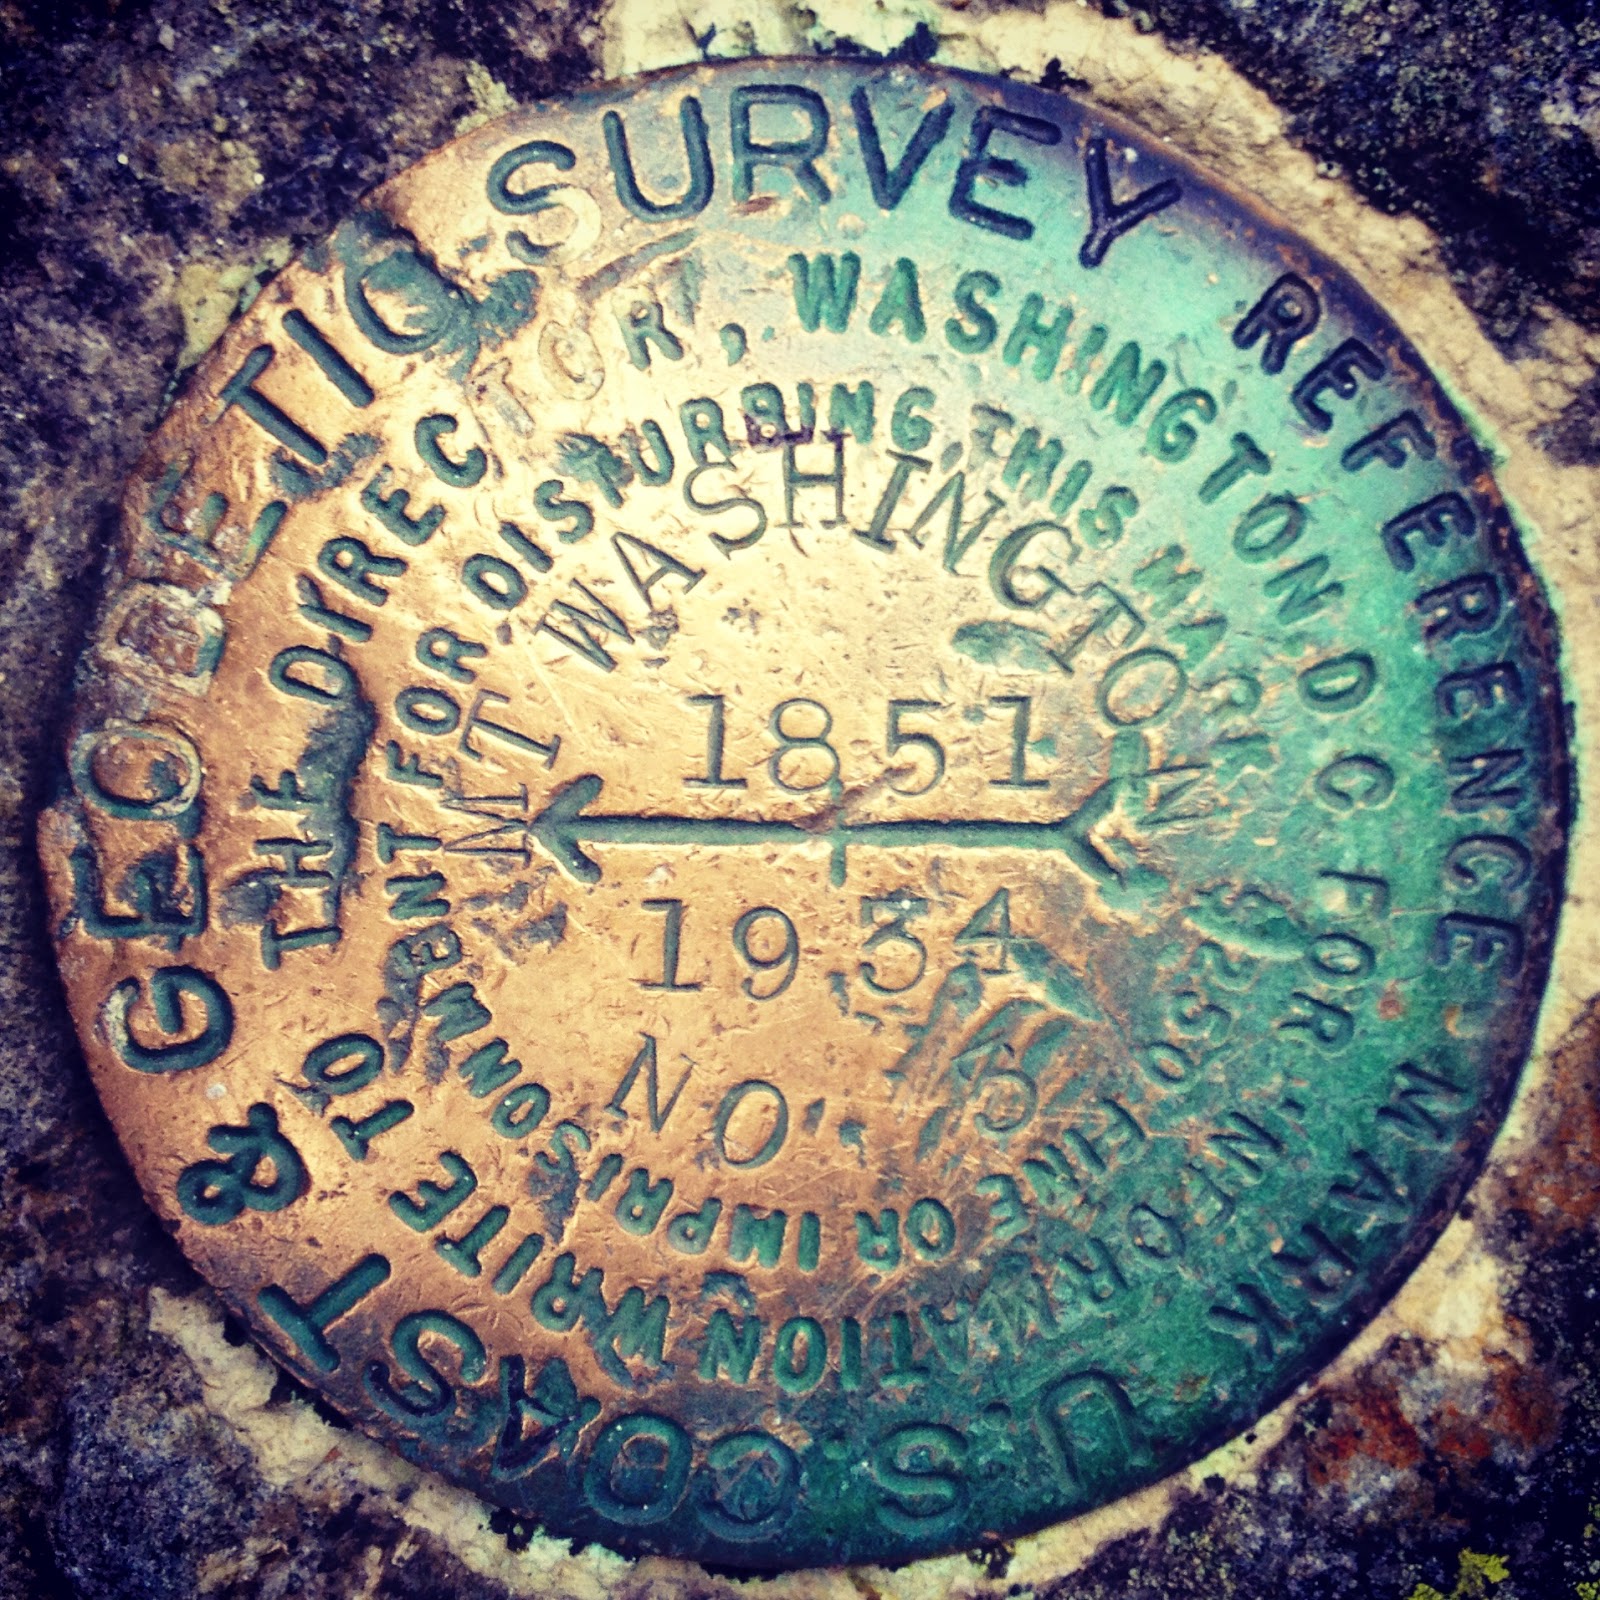 U.S. COAST & GEODETIC SURVEY REFERENCE MARK
FOR INFORMATION WRITE TO THE DIRECTOR, WASHINGTON D C
$250 FINE OR IMPRISONMENT FOR DISTURBING THIS MARK
MT WASHINGTON
1851
1934
NO.